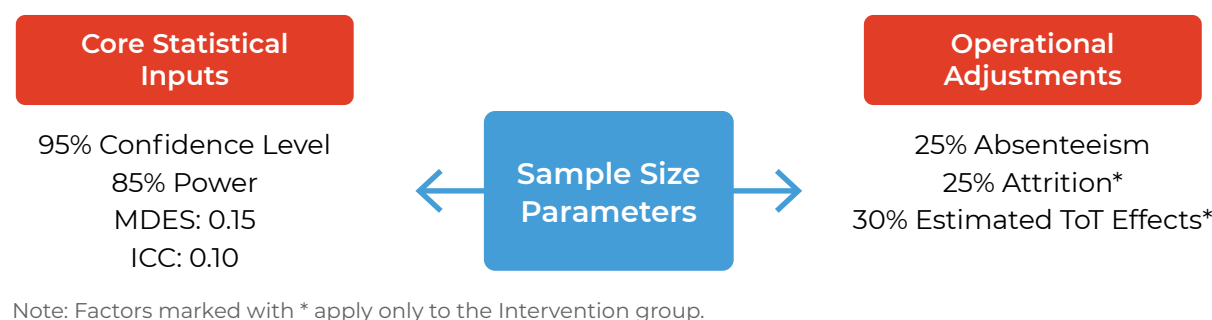 Core Statistical
Inputs
95% Confidence Level
85% Power
MDES: 0.15
ICC: 0.10
Sample Size
Parameters
Operational
Adjustments
25% Absenteeism
25% Attrition*
30% Estimated ToT Effects*
Note: Factors marked with * apply only to the Intervention group.